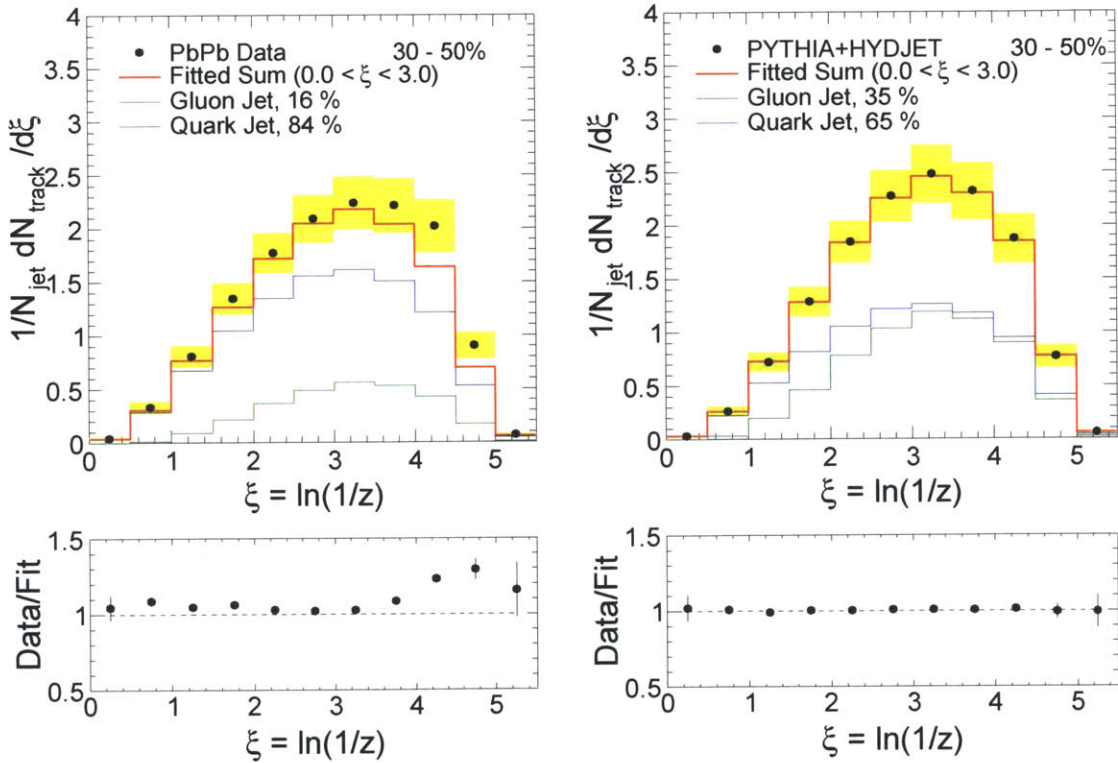 4
3.5
3
2.5
2
1.5
1
0.5
0
1/N_jet dN_track /dξ
PbPb Data 30 - 50%
Fitted Sum (0.0 < ξ < 3.0)
Gluon Jet, 16 %
Quark Jet, 84 %
0 1 2 3 4 5
ξ = ln(1/z)
1.5
1
0.5
Data/Fit
0 1 2 3 4 5
ξ = ln(1/z)
4
3.5
3
2.5
2
1.5
1
0.5
0
1/N_jet dN_track /dξ
PYTHIA+HYDJET 30 - 50%
Fitted Sum (0.0 < ξ < 3.0)
Gluon Jet, 35 %
Quark Jet, 65 %
0 1 2 3 4 5
ξ = ln(1/z)
1.5
1
0.5
Data/Fit
0 1 2 3 4 5
ξ = ln(1/z)